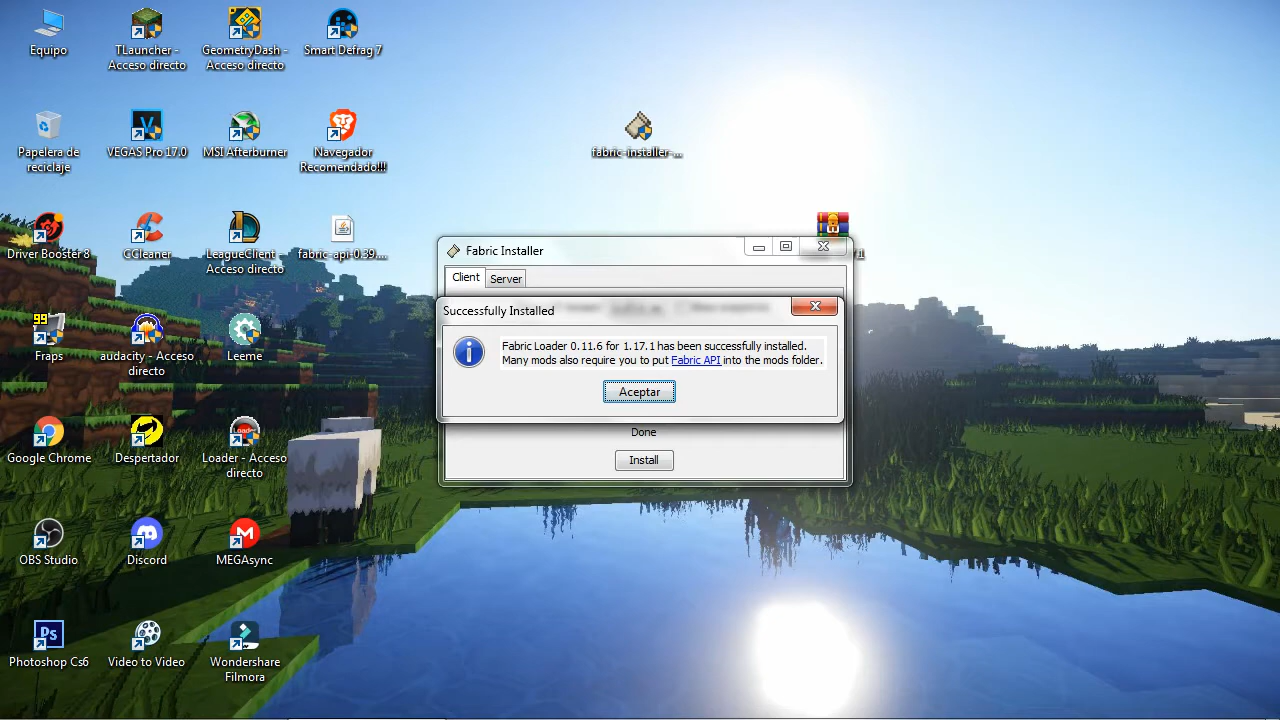 Equipo
TLauncher -
Acceso directo
GeometryDash -
Acceso directo
Smart Defrag 7
Papelera de
reciclaje
VEGAS Pro 17.0
MSI Afterburner
Navegador
Recomendado!!!
fabric-installer-...
Driver Booster 8
CCleaner
LeagueClient -
Acceso directo
fabric-api-0.39....
Fabric Installer
Client
Server
Successfully Installed
Fabric Loader 0.11.6 for 1.17.1 has been successfully installed.
Many mods also require you to put Fabric API into the mods folder.
Aceptar
Done
Install
99
Fraps
audacity - Acceso
directo
Leeme
Google Chrome
Despertador
Loader
Loader - Acceso
directo
OBS Studio
Discord
M
MEGAsync
Ps
Photoshop Cs6
Video to Video
Wondershare
Filmora